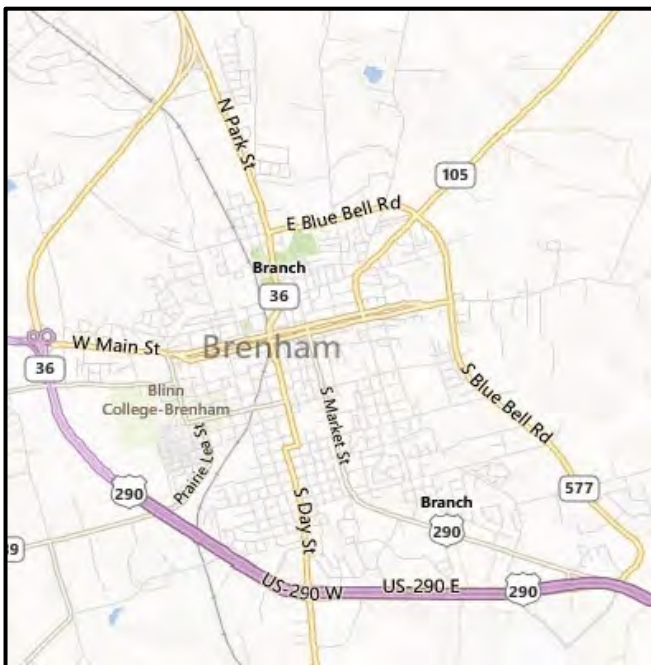 N Park St
105
E Blue Bell Rd
Branch
36
W Main St
Brenham
36
Blinn
College-Brenham
S Market St
S Blue Bell Rd
Prairie Lea St
290
577
Branch
290
S Day St
US-290 W
US-290 E
290